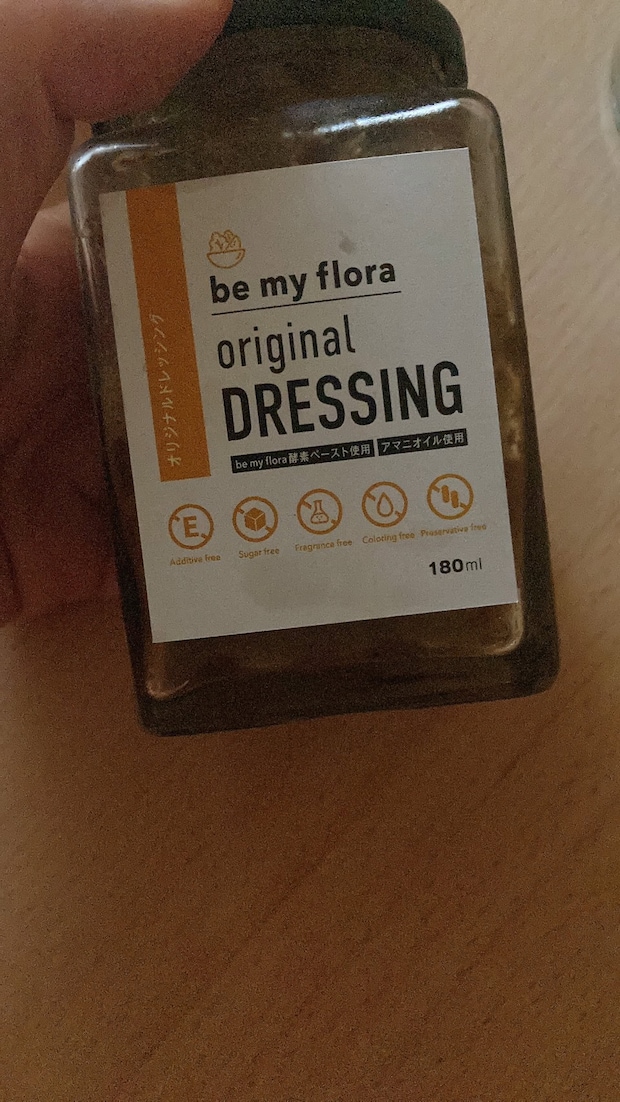 オリジナルドレッシング
be my flora
original
DRESSING
be my flora酵素ペースト使用 アマニオイル使用
E
Additive free Sugar free Fragrance free Coloring free Preservative free
180ml